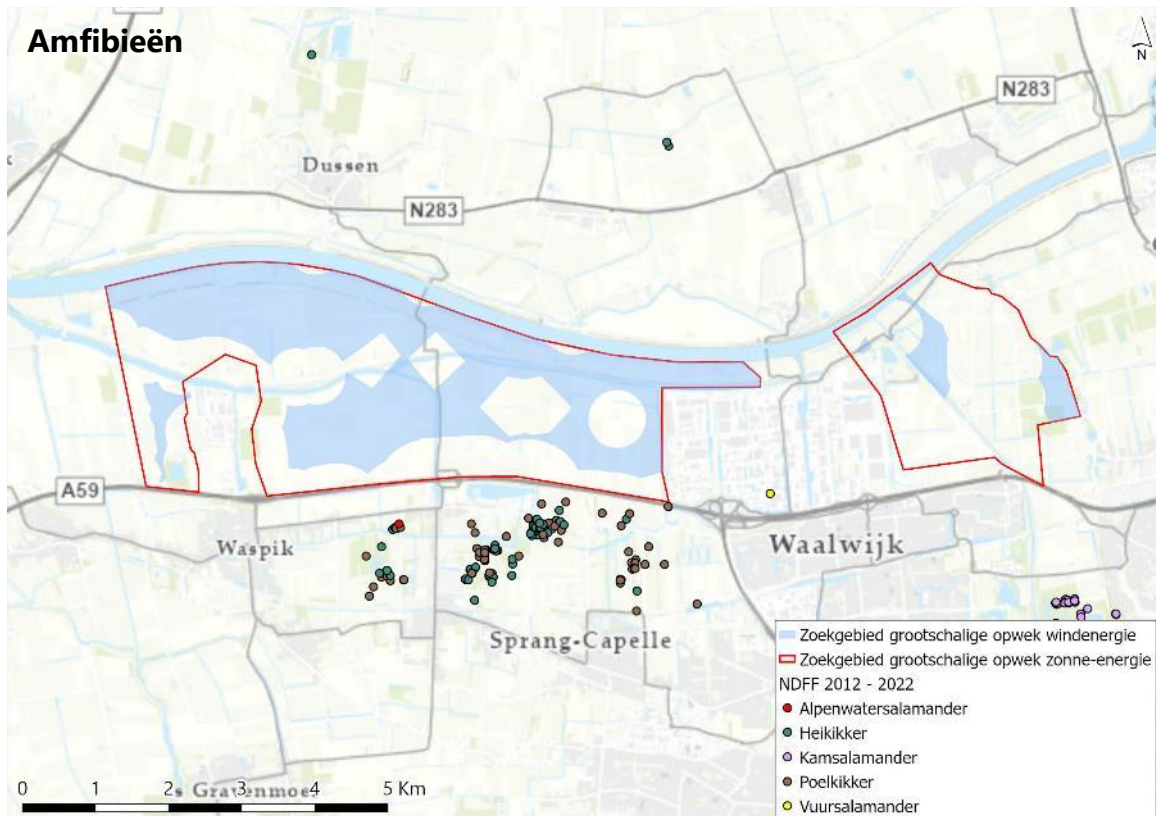 Amfibieën
N
N283
Dussen
N283
A59
Waspik
Waalwijk
Sprang-Capelle
Zoekgebied grootschalige opwek windenergie
Zoekgebied grootschalige opwek zonne-energie
NDFF 2012 - 2022
Alpenwatersalamander
Heikikker
Kamsalamander
Poelkikker
Vuursalamander
0 1 2 3 4 5 Km
's Gravenmoer